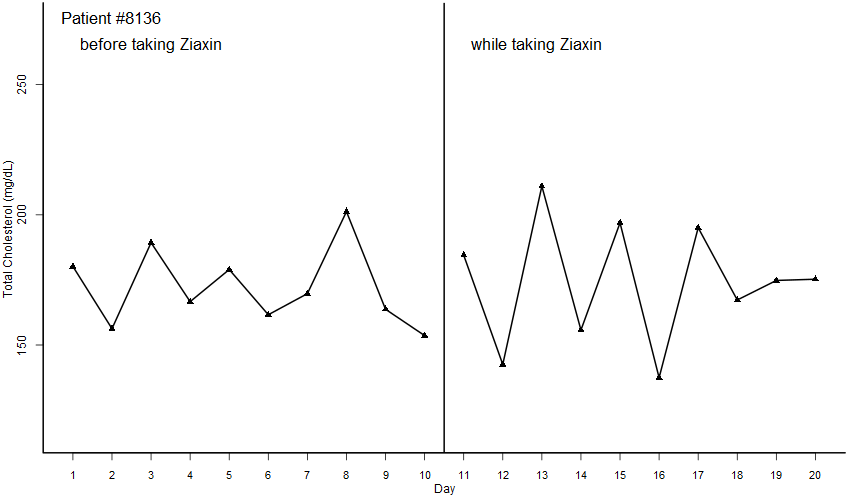 Patient #8136
before taking Ziaxin
while taking Ziaxin
Total Cholesterol (mg/dL)
250
200
150
1 2 3 4 5 6 7 8 9 10 11 12 13 14 15 16 17 18 19 20
Day